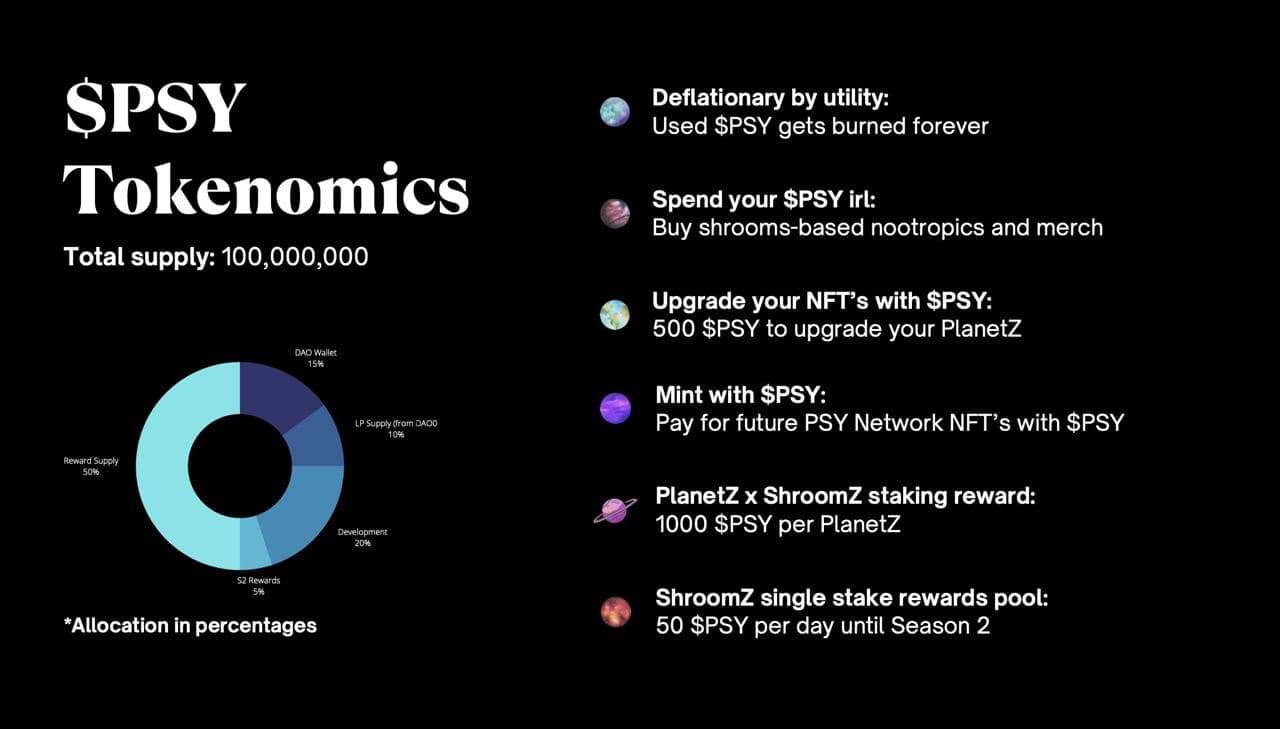 $PSY
Tokenomics
Total supply: 100,000,000
DAO Wallet
15%
LP Supply (from DAO0
10%
Reward Supply
50%
Development
20%
S2 Rewards
5%
*Allocation in percentages
Deflationary by utility:
Used $PSY gets burned forever
Spend your $PSY irl:
Buy shrooms-based nootropics and merch
Upgrade your NFT’s with $PSY:
500 $PSY to upgrade your PlanetZ
Mint with $PSY:
Pay for future PSY Network NFT’s with $PSY
PlanetZ x ShroomZ staking reward:
1000 $PSY per PlanetZ
ShroomZ single stake rewards pool:
50 $PSY per day until Season 2